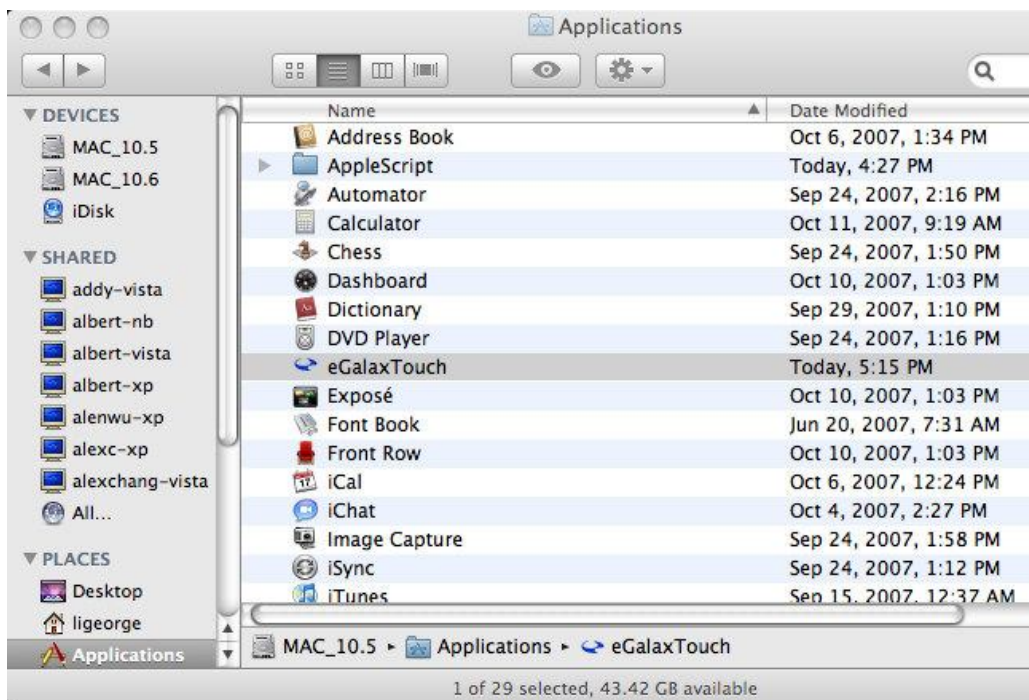 Applications
Name Date Modified
DEVICES
MAC_10.5
MAC_10.6
iDisk
SHARED
addy-vista
albert-nb
albert-vista
albert-xp
alenwu-xp
alexc-xp
alexchang-vista
All...
PLACES
Desktop
ligeorge
Applications
Address Book Oct 6, 2007, 1:34 PM
AppleScript Today, 4:27 PM
Automator Sep 24, 2007, 2:16 PM
Calculator Oct 11, 2007, 9:19 AM
Chess Sep 24, 2007, 1:50 PM
Dashboard Oct 10, 2007, 1:03 PM
Dictionary Sep 29, 2007, 1:10 PM
DVD Player Sep 24, 2007, 1:16 PM
eGalaxTouch Today, 5:15 PM
Exposé Oct 10, 2007, 1:03 PM
Font Book Jun 20, 2007, 7:31 AM
Front Row Oct 10, 2007, 1:03 PM
iCal Oct 6, 2007, 12:24 PM
iChat Oct 4, 2007, 2:27 PM
Image Capture Sep 24, 2007, 1:58 PM
iSync Sep 24, 2007, 1:12 PM
iTunes Sep 15, 2007, 12:37 AM
MAC_10.5 ▸ Applications ▸ eGalaxTouch
1 of 29 selected, 43.42 GB available